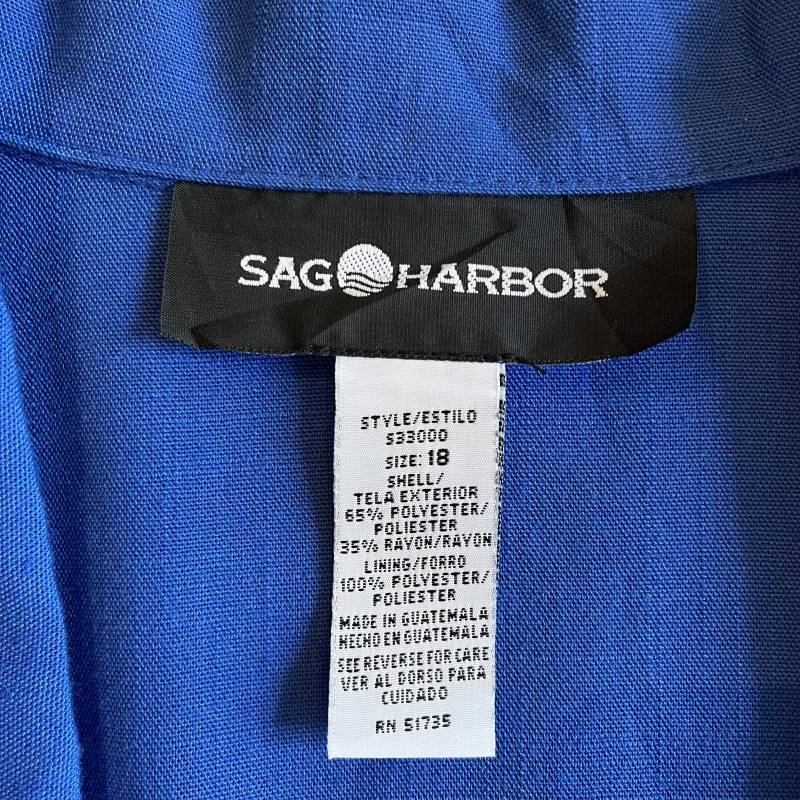 SAG HARBOR
STYLE/ESTILO
S33000
SIZE: 18
SHELL/
TELA EXTERIOR
65% POLYESTER/
POLIESTER
35% RAYON/RAYON
LINING/FORRO
100% POLYESTER/
POLIESTER
MADE IN GUATEMALA
HECHO EN GUATEMALA
SEE REVERSE FOR CARE
VER AL DORSO PARA
CUIDADO
RN 51735